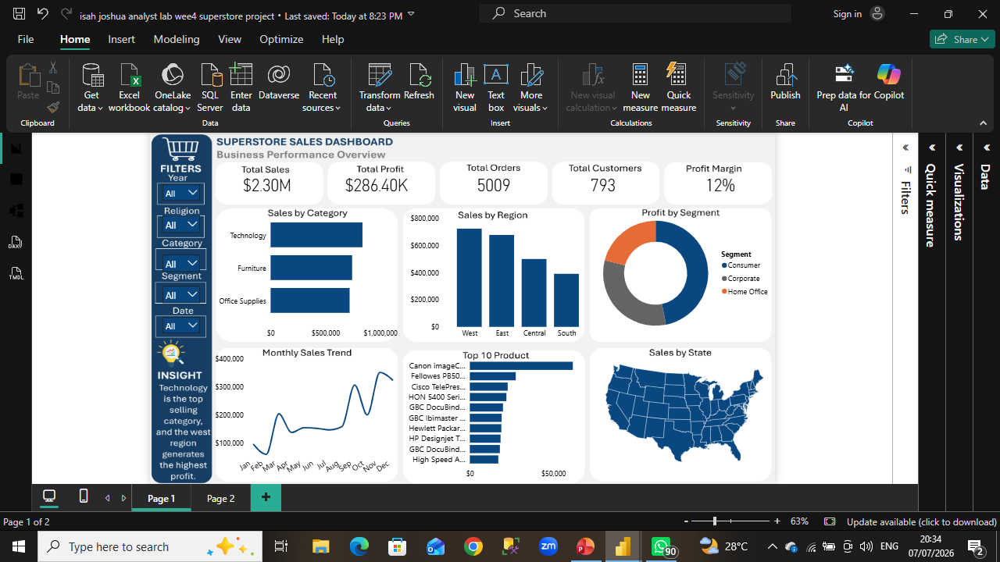 isah joshua analyst lab wee4 superstore project • Last saved: Today at 8:23 PM
Search
Sign in
File Home Insert Modeling View Optimize Help
Share
Paste
Get data
Excel workbook
OneLake catalog
SQL Server
Enter data
Dataverse
Recent sources
Transform data
Refresh
New visual
Text box
More visuals
New visual calculation
New measure
Quick measure
Sensitivity
Publish
Prep data for AI
Copilot
Clipboard
Data
Queries
Insert
Calculations
Sensitivity
Share
Copilot
DAX
TMDL
FILTERS
Year
All
Religion
All
Category
All
Segment
All
Date
All
INSIGHT
Technology
is the top
selling
category,
and the west
region
generates
the highest
profit.
SUPERSTORE SALES DASHBOARD
Business Performance Overview
Total Sales
$2.30M
Total Profit
$286.40K
Total Orders
5009
Total Customers
793
Profit Margin
12%
Sales by Category
Technology
Furniture
Office Supplies
$0 $500,000 $1,000,000
Sales by Region
$800,000
$600,000
$400,000
$200,000
$0
West East Central South
Profit by Segment
Segment
Consumer
Corporate
Home Office
Monthly Sales Trend
$400,000
$300,000
$200,000
$100,000
Jan Feb Mar Apr May Jun Jul Aug Sep Oct Nov Dec
Top 10 Product
Canon imageC...
Fellowes PB50...
Cisco TelePres...
HON 5400 Seri...
GBC DocuBind...
GBC Ibimaster ...
Hewlett Packar...
HP Designjet T...
GBC DocuBind...
High Speed A...
$0 $50,000
Sales by State
Filters
Quick measure
Visualizations
Data
Page 1
Page 2
+
Page 1 of 2
- + 63%
Update available (click to download)
Type here to search
zm
90
28°C
ENG
20:34
07/07/2026
2